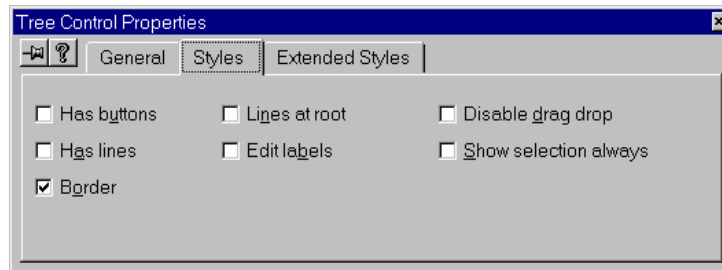 Tree Control Properties
? General Styles Extended Styles
Has buttons Lines at root Disable drag drop
Has lines Edit labels Show selection always
Border